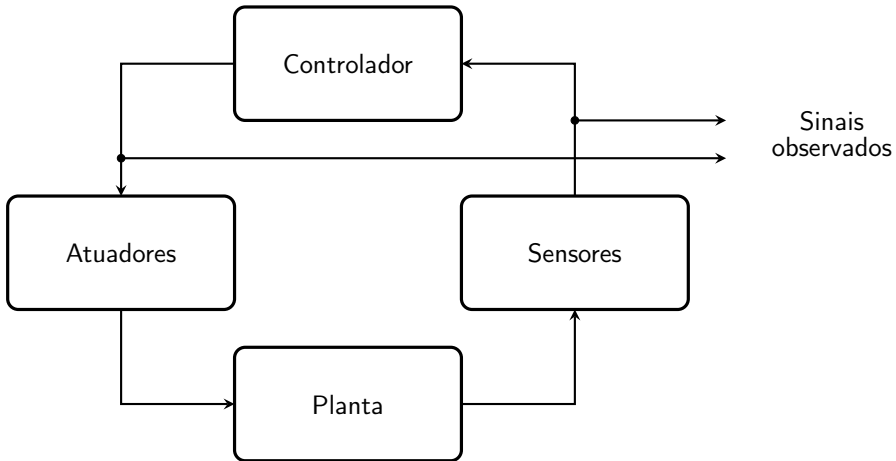 Controlador
Sinais
observados
Atuadores
Sensores
Planta